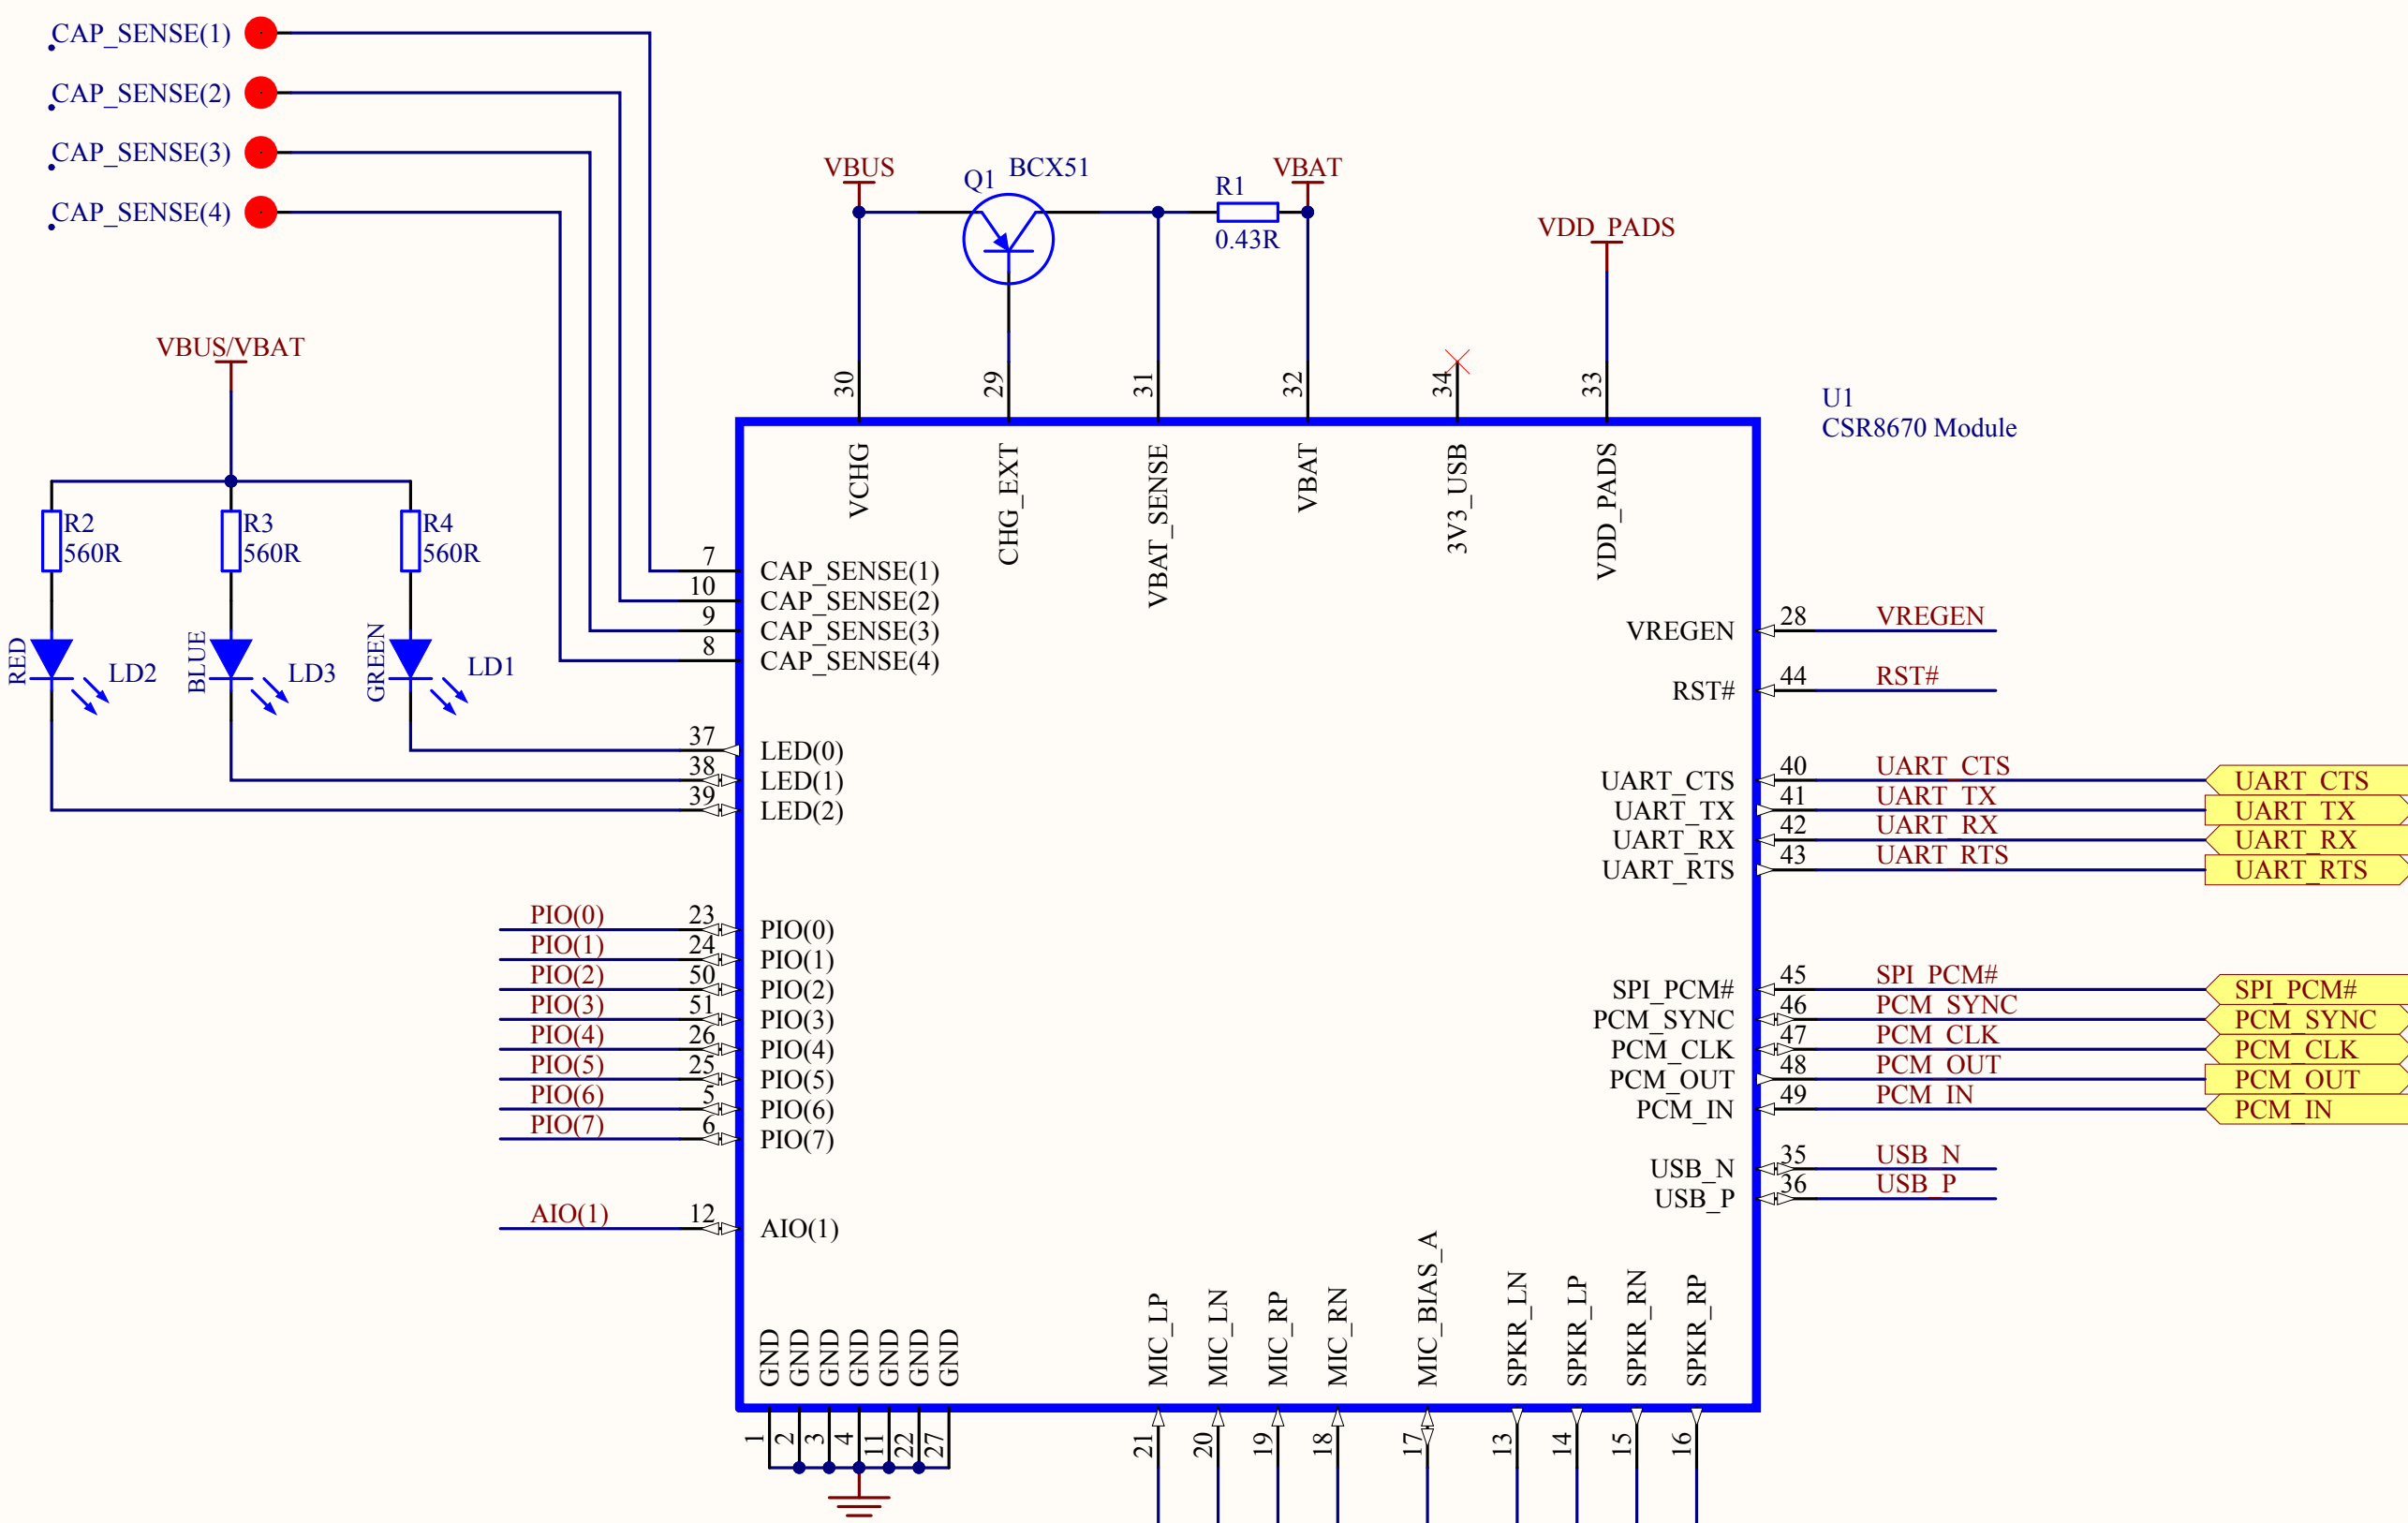 CAP_SENSE(1)
CAP_SENSE(2)
CAP_SENSE(3)
CAP_SENSE(4)
VBUS
Q1
BCX51
R1
0.43R
VBAT
VDD_PADS
VBUS/VBAT
R2
560R
R3
560R
R4
560R
RED
LD2
BLUE
LD3
GREEN
LD1
U1
CSR8670 Module
30
29
31
32
34
33
VCHG
CHG_EXT
VBAT_SENSE
VBAT
3V3_USB
VDD_PADS
7 CAP_SENSE(1)
10 CAP_SENSE(2)
9 CAP_SENSE(3)
8 CAP_SENSE(4)
37 LED(0)
38 LED(1)
39 LED(2)
PIO(0) 23 PIO(0)
PIO(1) 24 PIO(1)
PIO(2) 50 PIO(2)
PIO(3) 51 PIO(3)
PIO(4) 26 PIO(4)
PIO(5) 25 PIO(5)
PIO(6) 5 PIO(6)
PIO(7) 6 PIO(7)
AIO(1) 12 AIO(1)
VREGEN 28 VREGEN
RST# 44 RST#
UART_CTS 40 UART_CTS UART_CTS
UART_TX 41 UART_TX UART_TX
UART_RX 42 UART_RX UART_RX
UART_RTS 43 UART_RTS UART_RTS
SPI_PCM# 45 SPI_PCM# SPI_PCM#
PCM_SYNC 46 PCM_SYNC PCM_SYNC
PCM_CLK 47 PCM_CLK PCM_CLK
PCM_OUT 48 PCM_OUT PCM_OUT
PCM_IN 49 PCM_IN PCM_IN
USB_N 35 USB_N
USB_P 36 USB_P
GND
GND
GND
GND
GND
GND
GND
MIC_LP
MIC_LN
MIC_RP
MIC_RN
MIC_BIAS_A
SPKR_LN
SPKR_LP
SPKR_RN
SPKR_RP
1
2
3
4
11
22
27
21
20
19
18
17
13
14
15
16